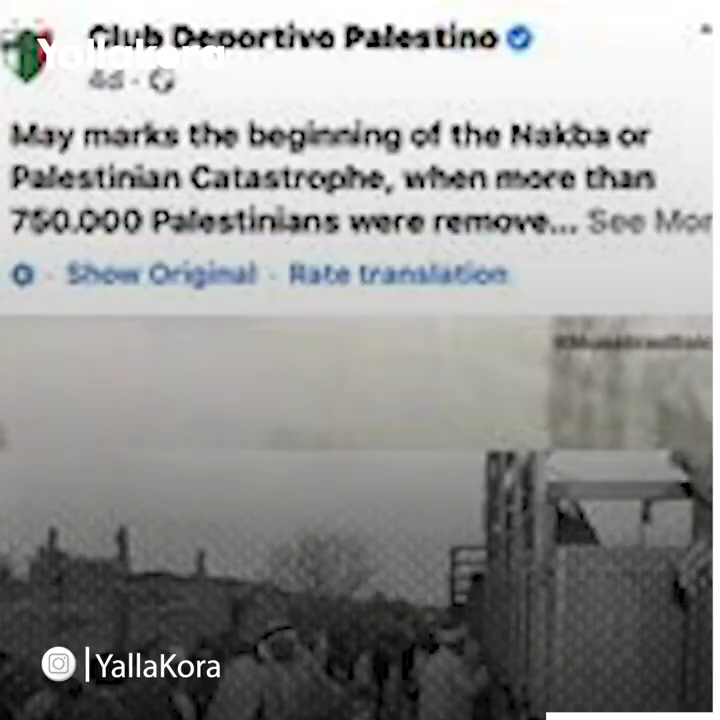 Club Deportivo Palestino
Yallakora
4d
May marks the beginning of the Nakba or
Palestinian Catastrophe, when more than
750.000 Palestinians were remove... See Mor
Show Original · Rate translation
YallaKora